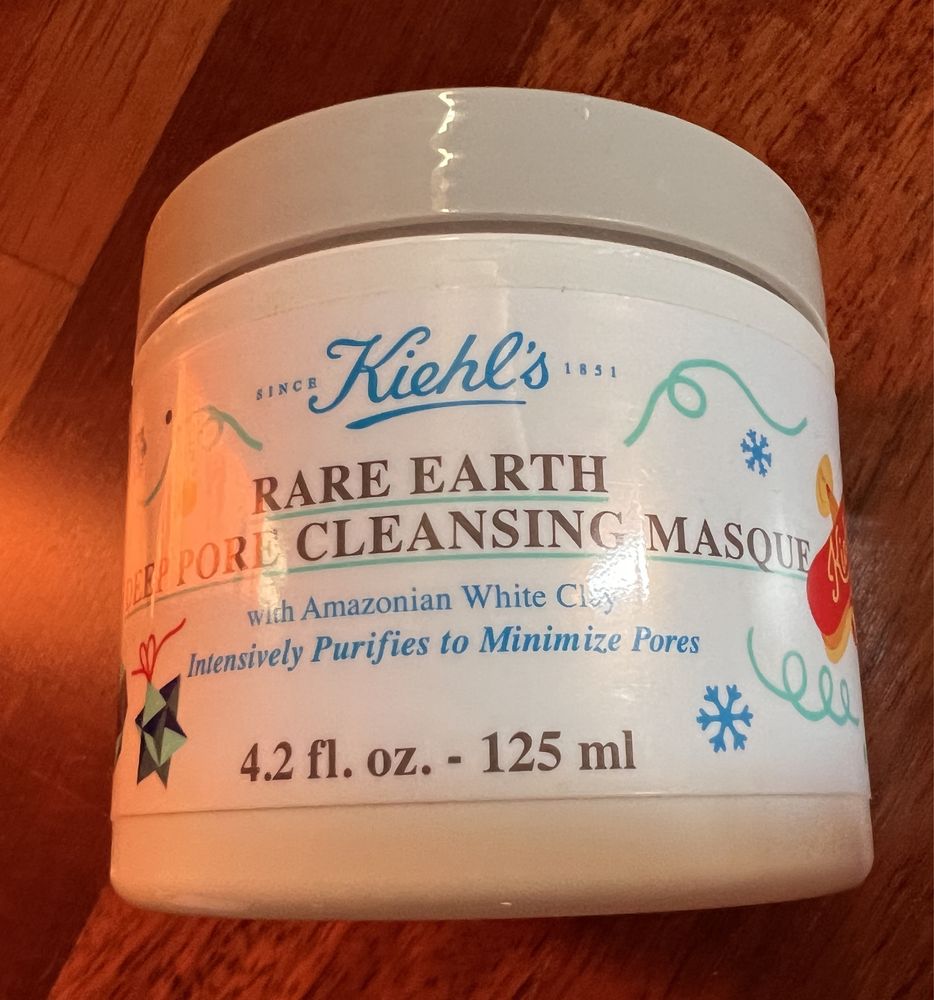 SINCE Kiehl's 1851
RARE EARTH
DEEP PORE CLEANSING MASQUE
with Amazonian White Clay
Intensively Purifies to Minimize Pores
4.2 fl. oz. - 125 ml